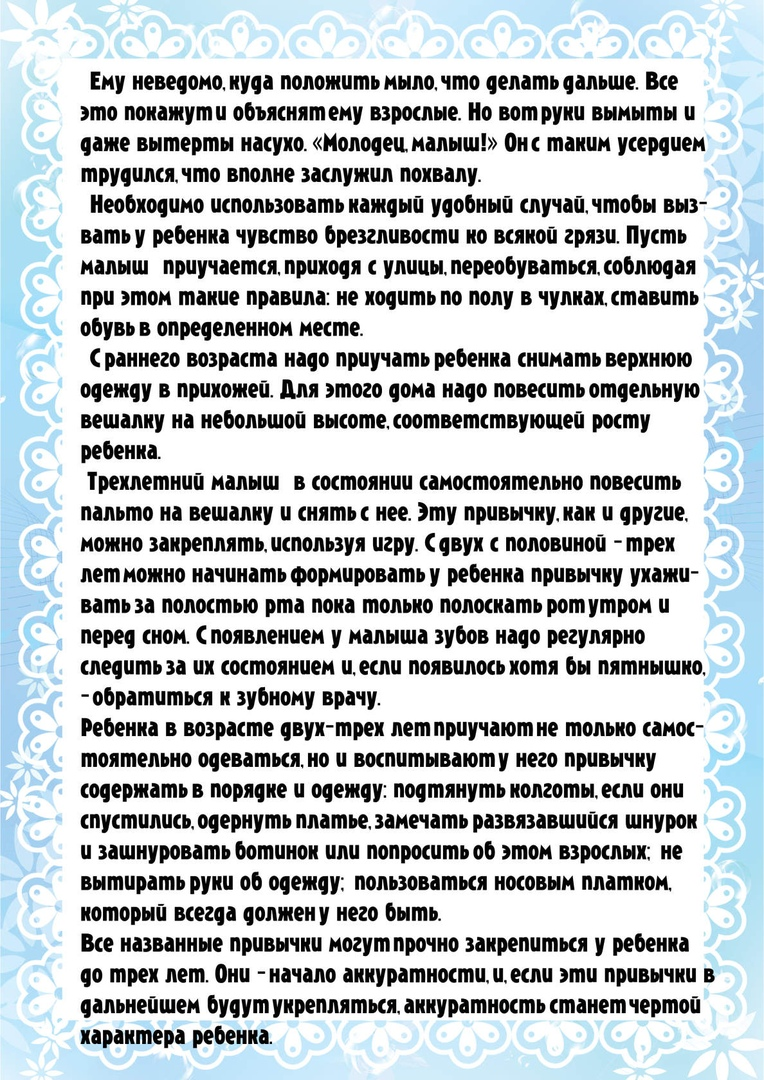 Ему неведомо, куда положить мыло, что делать дальше. Все
это покажут и объяснят ему взрослые. Но вот руки вымыты и
даже вытерты насухо. «Молодец, малыш!» Он с таким усердием
трудился, что вполне заслужил похвалу.
Необходимо использовать каждый удобный случай, чтобы выз-
вать у ребенка чувство брезгливости ко всякой грязи. Пусть
малыш приучается, приходя с улицы, переобуваться, соблюдая
при этом такие правила: не ходить по полу в чулках, ставить
обувь в определенном месте.
С раннего возраста надо приучать ребенка снимать верхнюю
одежду в прихожей. Для этого дома надо повесить отдельную
вешалку на небольшой высоте, соответствующей росту
ребенка.
Трехлетний малыш в состоянии самостоятельно повесить
пальто на вешалку и снять с нее. Эту привычку, как и другие,
можно закреплять, используя игру. С двух с половиной - трех
лет можно начинать формировать у ребенка привычку ухажи-
вать за полостью рта пока только полоскать рот утром и
перед сном. С появлением у малыша зубов надо регулярно
следить за их состоянием и, если появилось хотя бы пятнышко,
- обратиться к зубному врачу.
Ребенка в возрасте двух-трех лет приучают не только самос-
тоятельно одеваться, но и воспитывают у него привычку
содержать в порядке и одежду: подтянуть колготы, если они
спустились, одернуть платье, замечать развязавшийся шнурок
и зашнуровать ботинок или попросить об этом взрослых; не
вытирать руки об одежду; пользоваться носовым платком,
который всегда должен у него быть.
Все названные привычки могут прочно закрепиться у ребенка
до трех лет. Они - начало аккуратности, и, если эти привычки в
дальнейшем будут укрепляться, аккуратность станет чертой
характера ребенка.